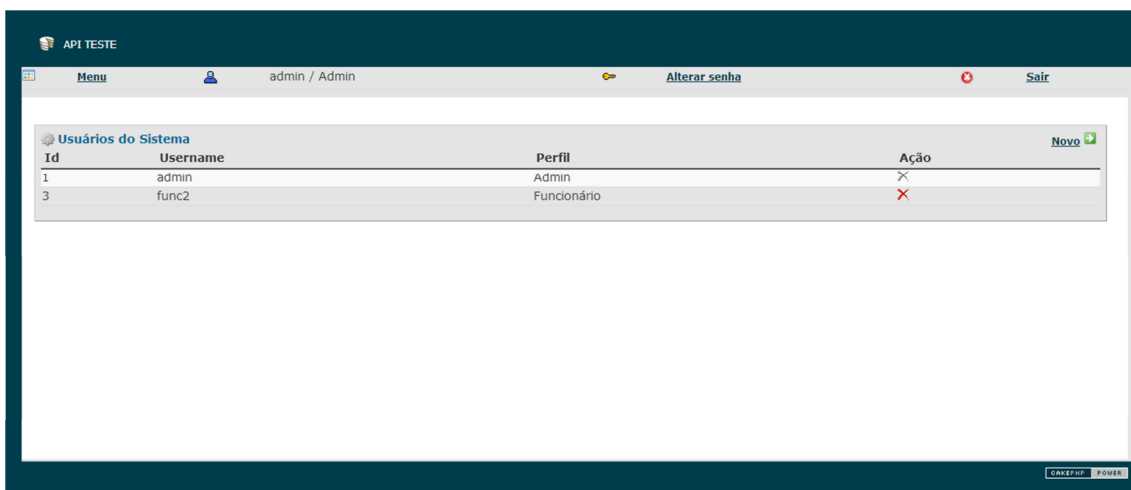 API TESTE
Menu admin / Admin Alterar senha Sair
Usuários do Sistema Novo
Id Username Perfil Ação
1 admin Admin
3 func2 Funcionário
CAKEPHP POWER